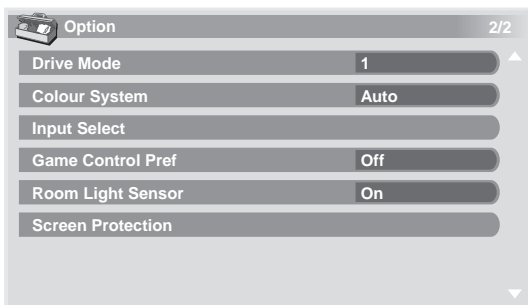 Option 2/2
Drive Mode 1
Colour System Auto
Input Select
Game Control Pref Off
Room Light Sensor On
Screen Protection